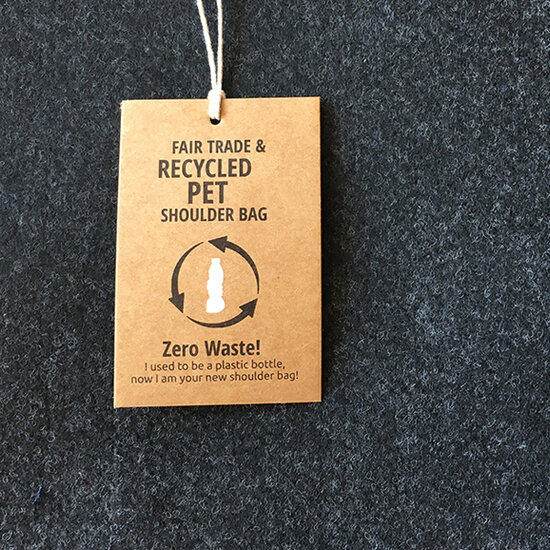 FAIR TRADE &
RECYCLED
PET
SHOULDER BAG
Zero Waste!
I used to be a plastic bottle,
now I am your new shoulder bag!